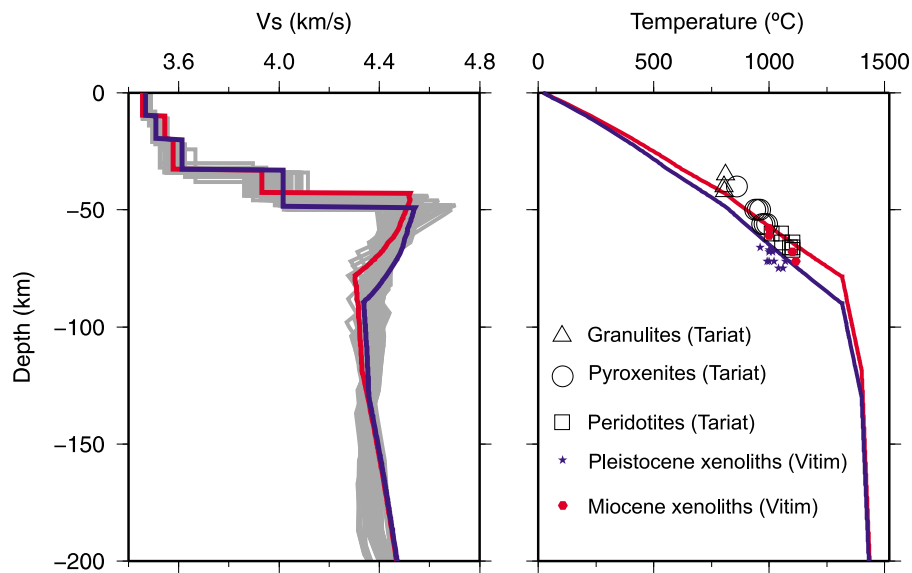 Vs (km/s)
Temperature (ºC)
3.6 4.0 4.4 4.8
0 500 1000 1500
0
−50
−100
−150
−200
Depth (km)
Granulites (Tariat)
Pyroxenites (Tariat)
Peridotites (Tariat)
Pleistocene xenoliths (Vitim)
Miocene xenoliths (Vitim)